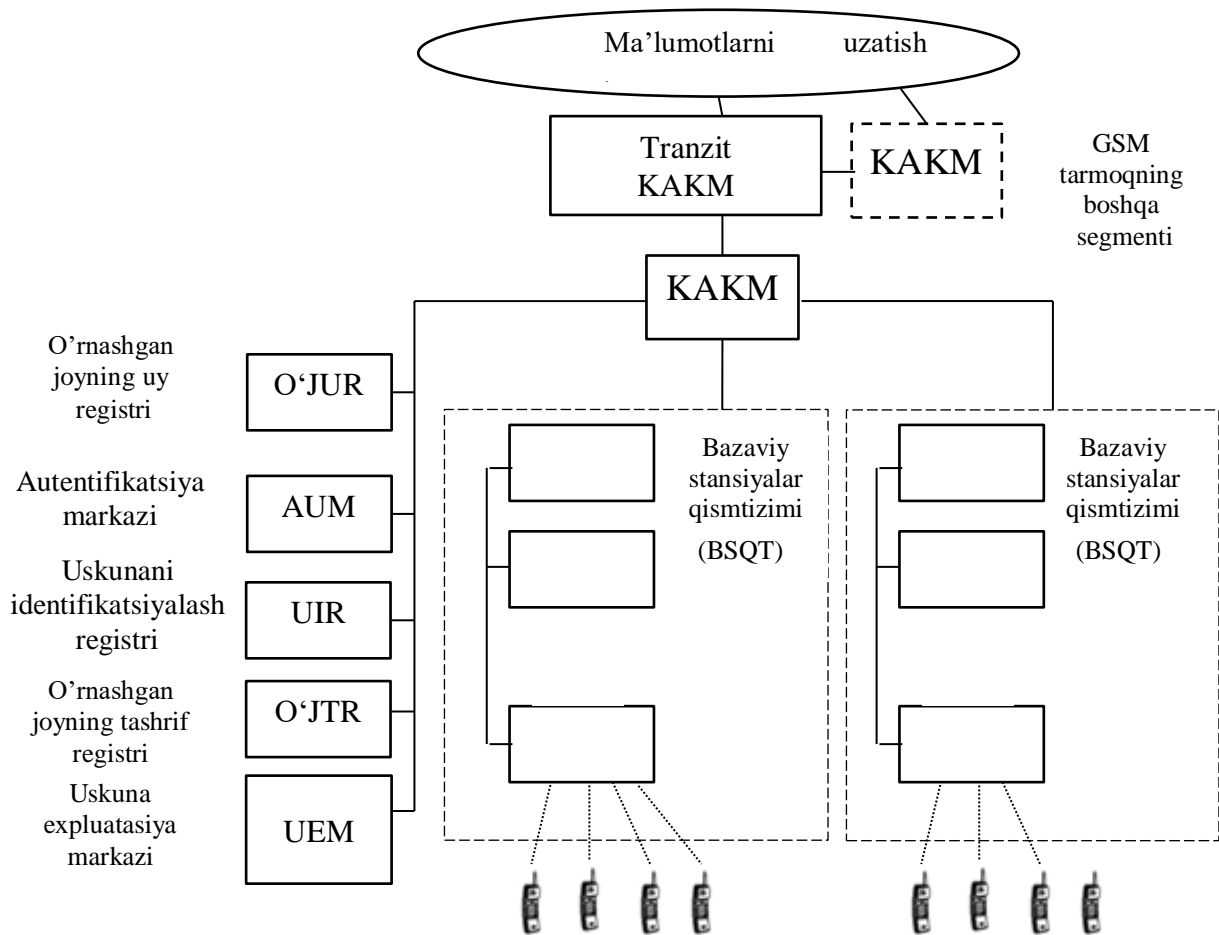 Ma’lumotlarni uzatish
Tranzit
KAKM
KAKM
GSM
tarmoqning
boshqa
segmenti
KAKM
O’rnashgan
joyning uy
registri
O‘JUR
Autentifikatsiya
markazi
AUM
Uskunani
identifikatsiyalash
registri
UIR
O’rnashgan
joyning tashrif
registri
O‘JTR
Uskuna
expluatasiya
markazi
UEM
Bazaviy
stansiyalar
qismtizimi
(BSQT)
Bazaviy
stansiyalar
qismtizimi
(BSQT)